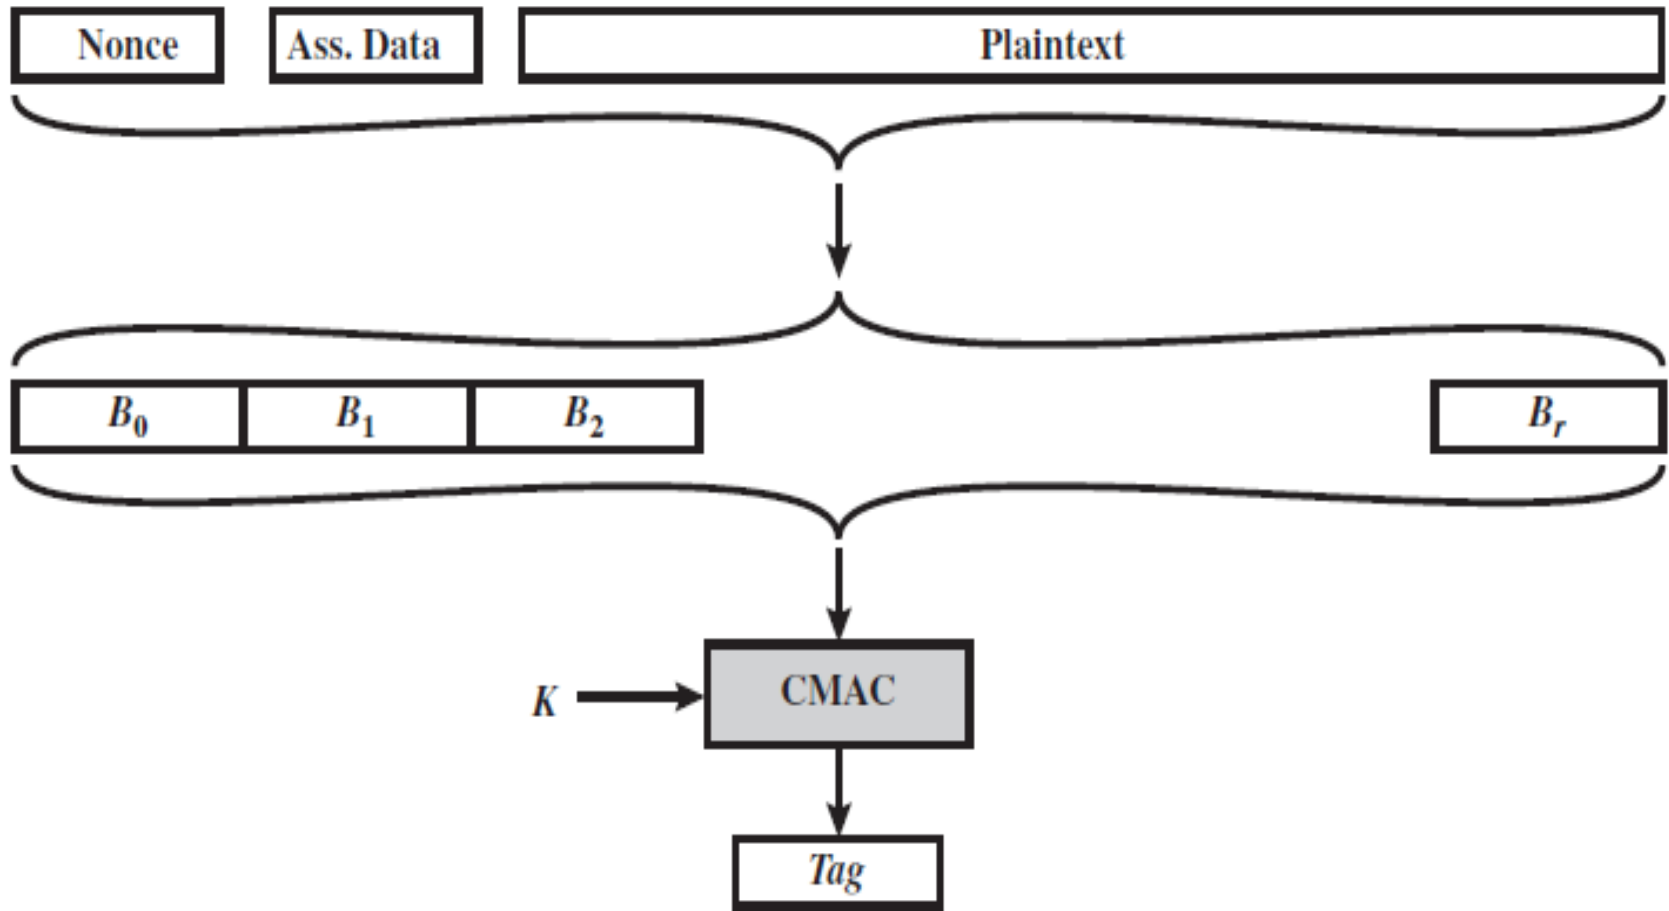 Nonce
Ass. Data
Plaintext
B₀
B₁
B₂
Bᵣ
K
CMAC
Tag